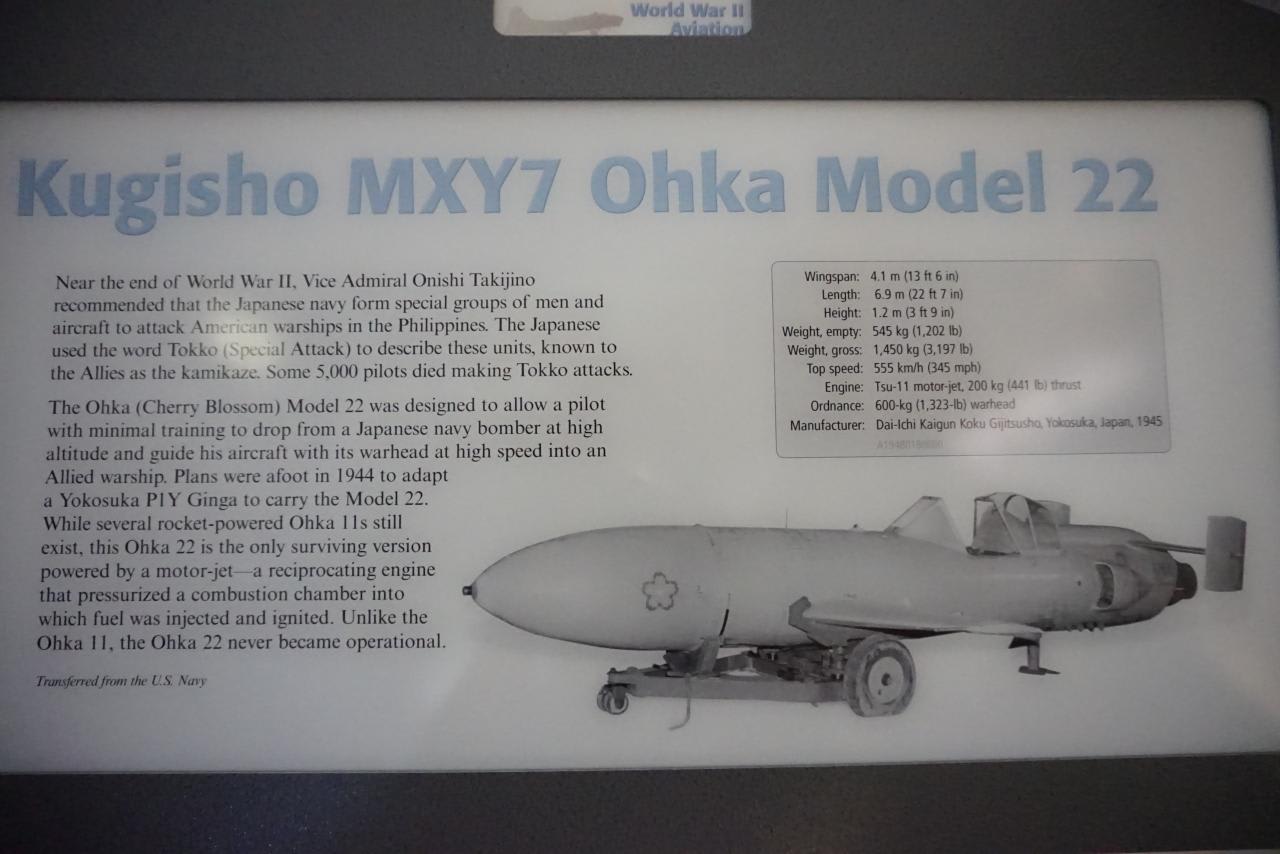 World War II
Aviation
Kugisho MXY7 Ohka Model 22
Near the end of World War II, Vice Admiral Onishi Takijino
recommended that the Japanese navy form special groups of men and
aircraft to attack American warships in the Philippines. The Japanese
used the word Tokko (Special Attack) to describe these units, known to
the Allies as the kamikaze. Some 5,000 pilots died making Tokko attacks.
The Ohka (Cherry Blossom) Model 22 was designed to allow a pilot
with minimal training to drop from a Japanese navy bomber at high
altitude and guide his aircraft with its warhead at high speed into an
Allied warship. Plans were afoot in 1944 to adapt
a Yokosuka P1Y Ginga to carry the Model 22.
While several rocket-powered Ohka 11s still
exist, this Ohka 22 is the only surviving version
powered by a motor-jet—a reciprocating engine
that pressurized a combustion chamber into
which fuel was injected and ignited. Unlike the
Ohka 11, the Ohka 22 never became operational.
Transferred from the U.S. Navy
Wingspan: 4.1 m (13 ft 6 in)
Length: 6.9 m (22 ft 7 in)
Height: 1.2 m (3 ft 9 in)
Weight, empty: 545 kg (1,202 lb)
Weight, gross: 1,450 kg (3,197 lb)
Top speed: 555 km/h (345 mph)
Engine: Tsu-11 motor-jet, 200 kg (441 lb) thrust
Ordnance: 600-kg (1,323-lb) warhead
Manufacturer: Dai-Ichi Kaigun Koku Gijitsusho, Yokosuka, Japan, 1945